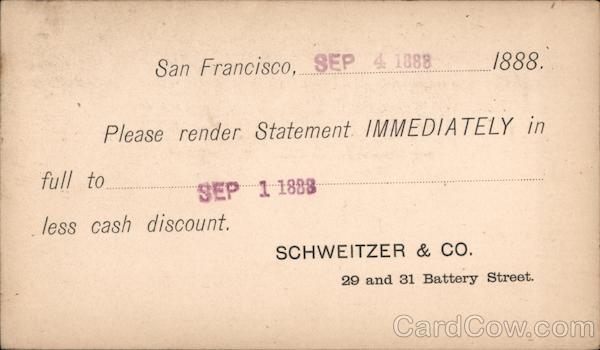 San Francisco, SEP 4 1888 1888.
Please render Statement IMMEDIATELY in
full to SEP 1 1888
less cash discount.
SCHWEITZER & CO.
29 and 31 Battery Street.
CardCow.com